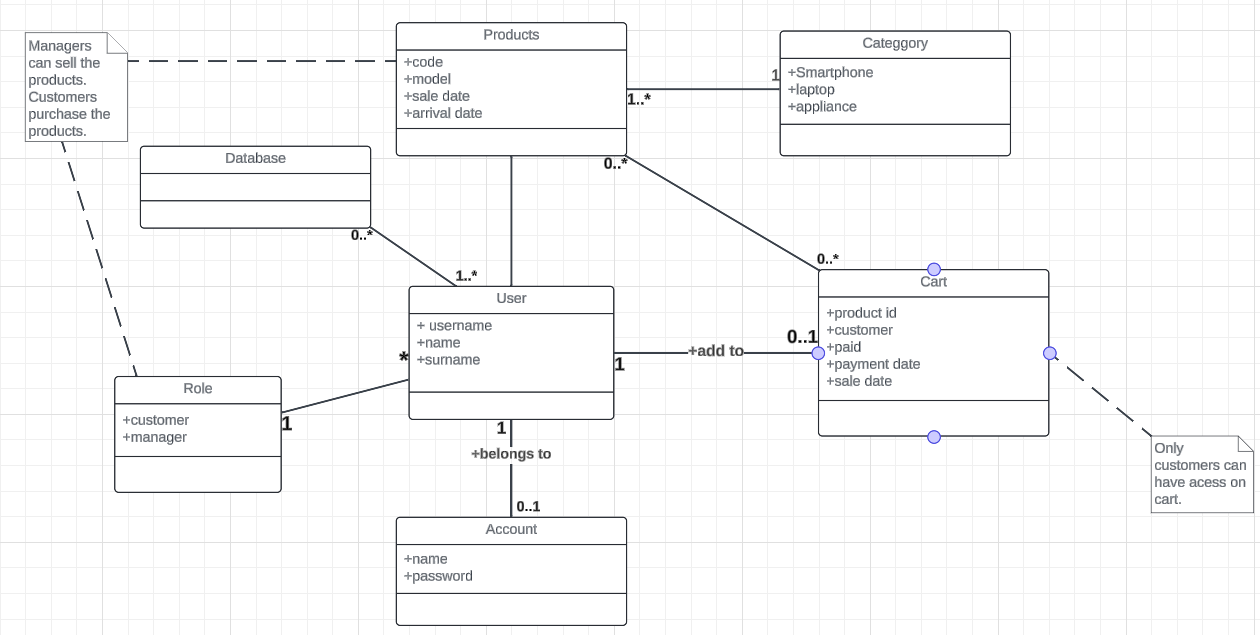 Managers
can sell the
products.
Customers
purchase the
products.
Products
+code
+model
+sale date
+arrival date
1..*
1
Categgory
+Smartphone
+laptop
+appliance
Database
0..*
1..*
0..*
0..*
User
+ username
+name
+surname
*
1
Role
+customer
+manager
1
+add to
0..1
Cart
+product id
+customer
+paid
+payment date
+sale date
Only
customers can
have acess on
cart.
1
+belongs to
0..1
Account
+name
+password